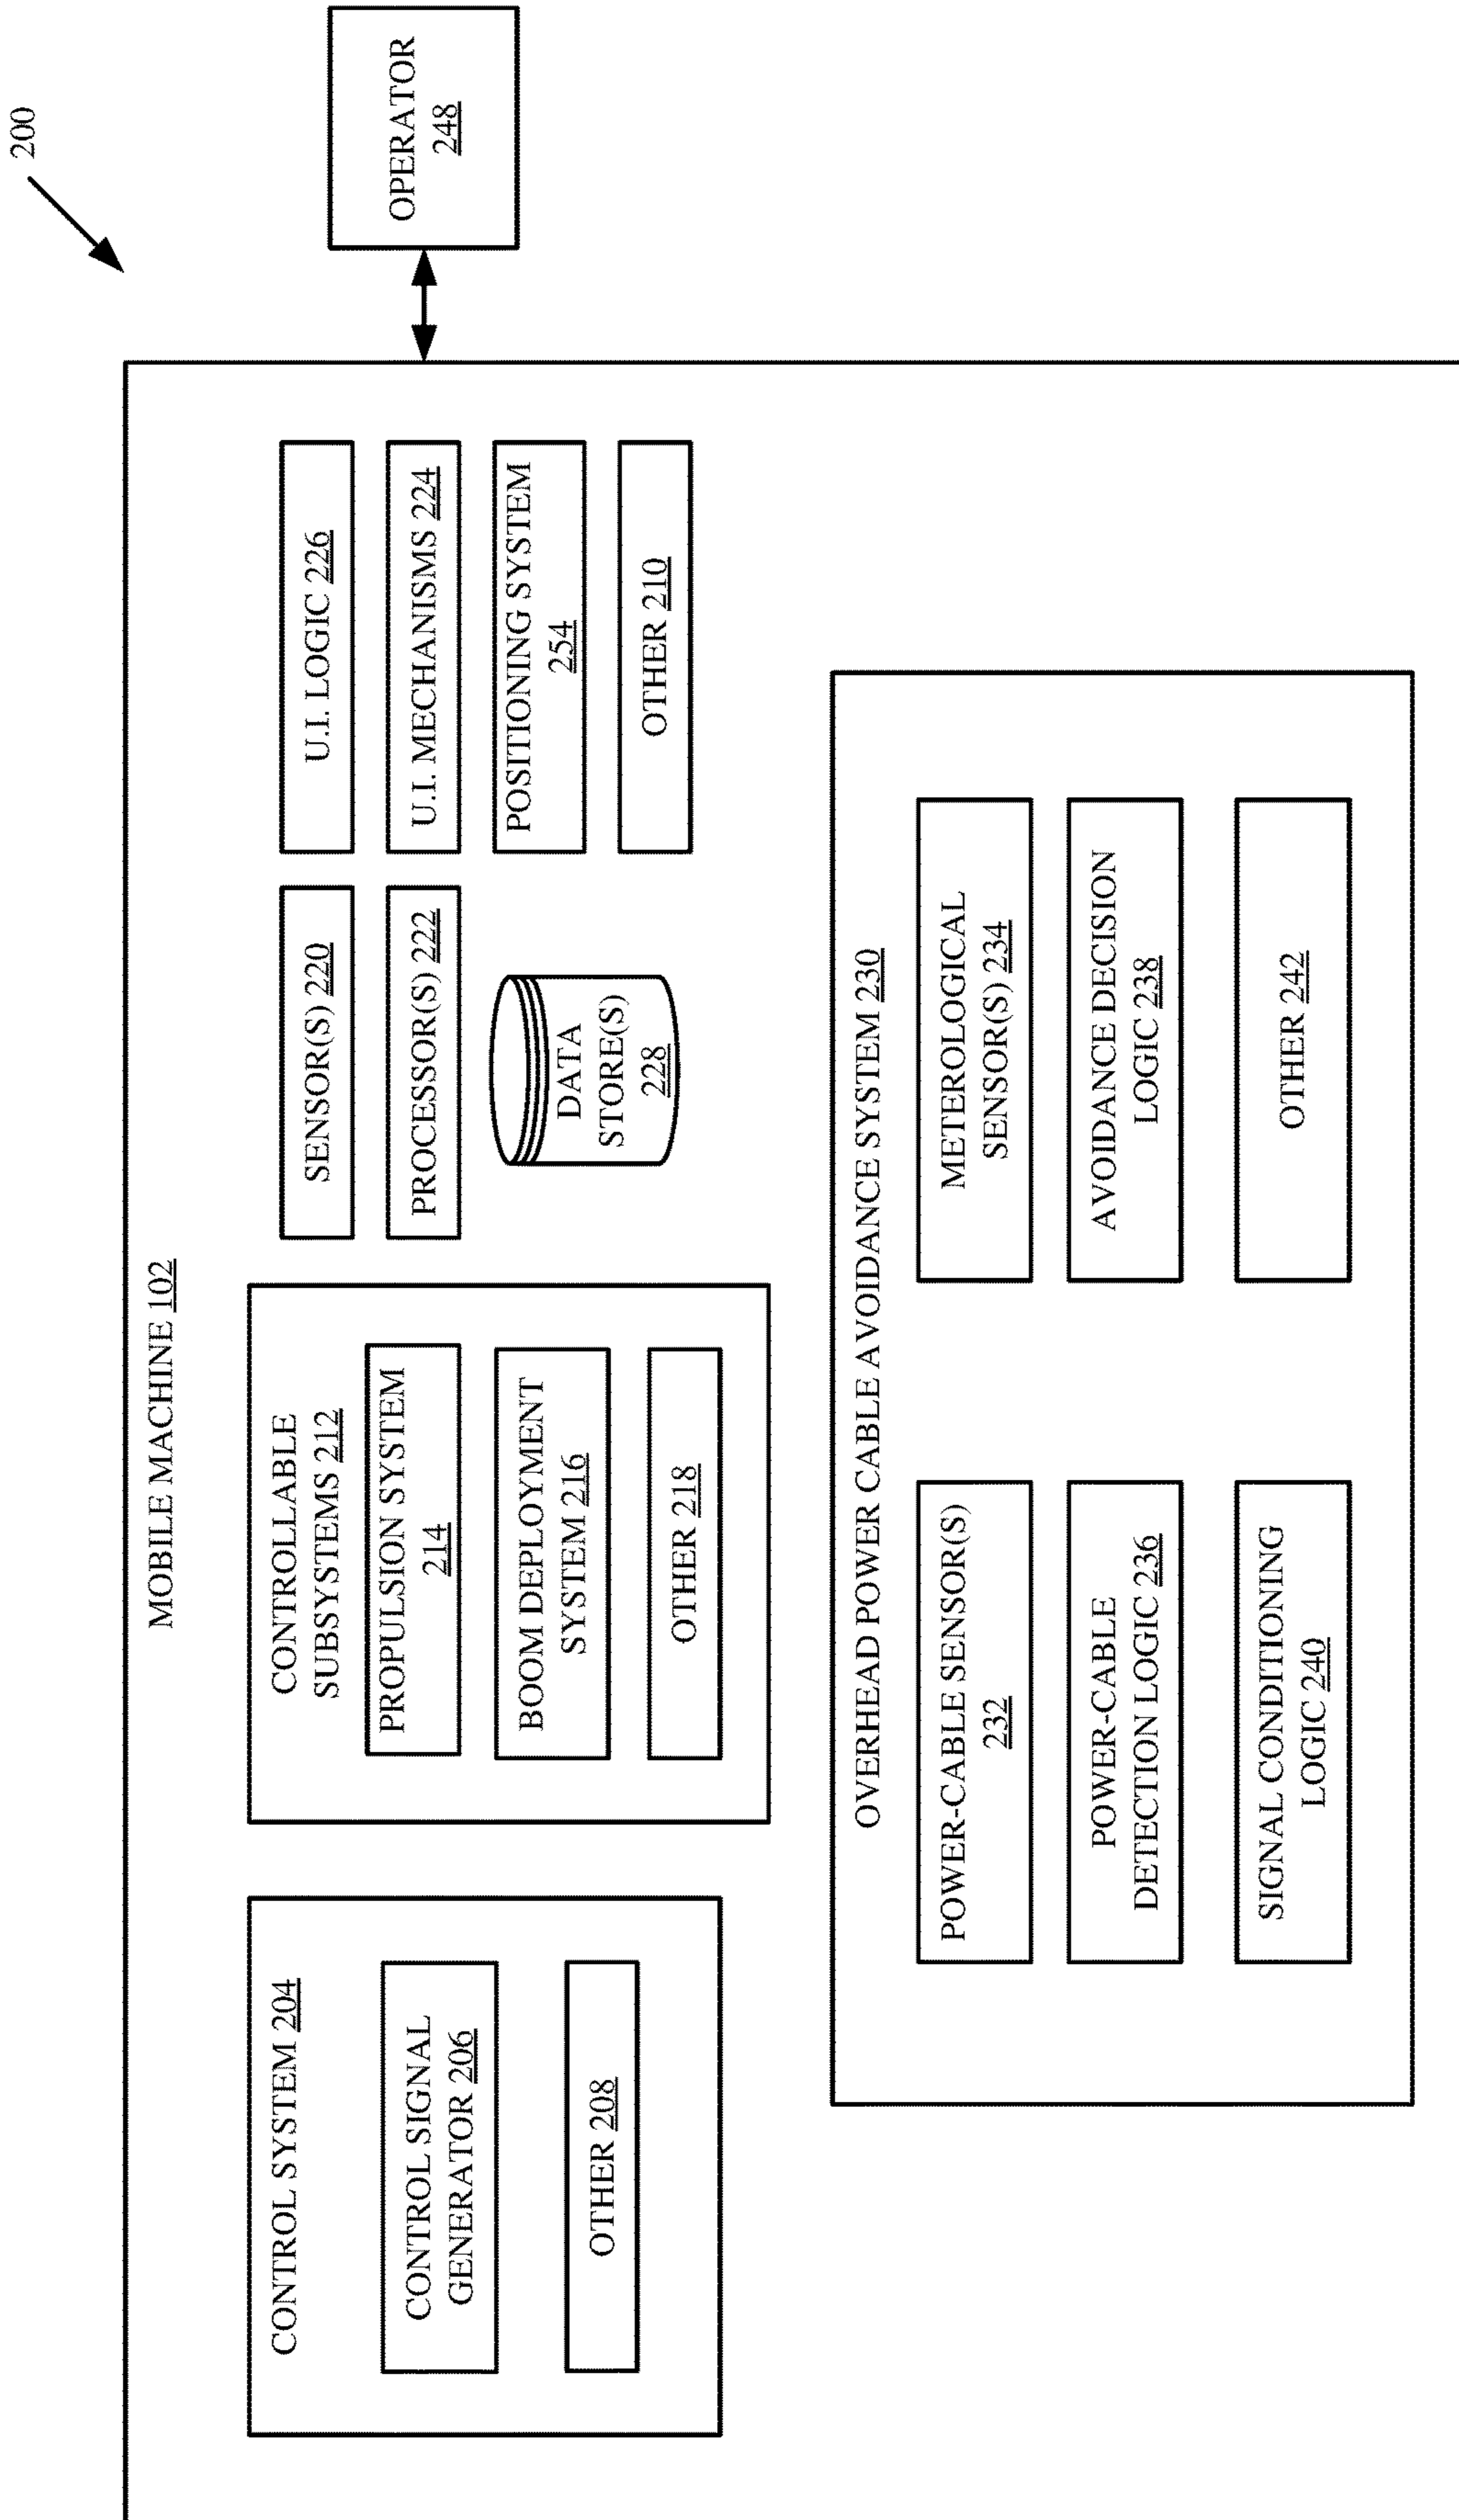 200
MOBILE MACHINE 102
CONTROL SYSTEM 204
CONTROL SIGNAL
GENERATOR 206
OTHER 208
CONTROLLABLE
SUBSYSTEMS 212
PROPULSION SYSTEM
214
BOOM DEPLOYMENT
SYSTEM 216
OTHER 218
SENSOR(S) 220
PROCESSOR(S) 222
DATA
STORE(S)
228
U.I. LOGIC 226
U.I. MECHANISMS 224
POSITIONING SYSTEM
254
OTHER 210
OPERATOR
248
OVERHEAD POWER CABLE AVOIDANCE SYSTEM 230
POWER-CABLE SENSOR(S)
232
METEROLOGICAL
SENSOR(S) 234
POWER-CABLE
DETECTION LOGIC 236
AVOIDANCE DECISION
LOGIC 238
SIGNAL CONDITIONING
LOGIC 240
OTHER 242